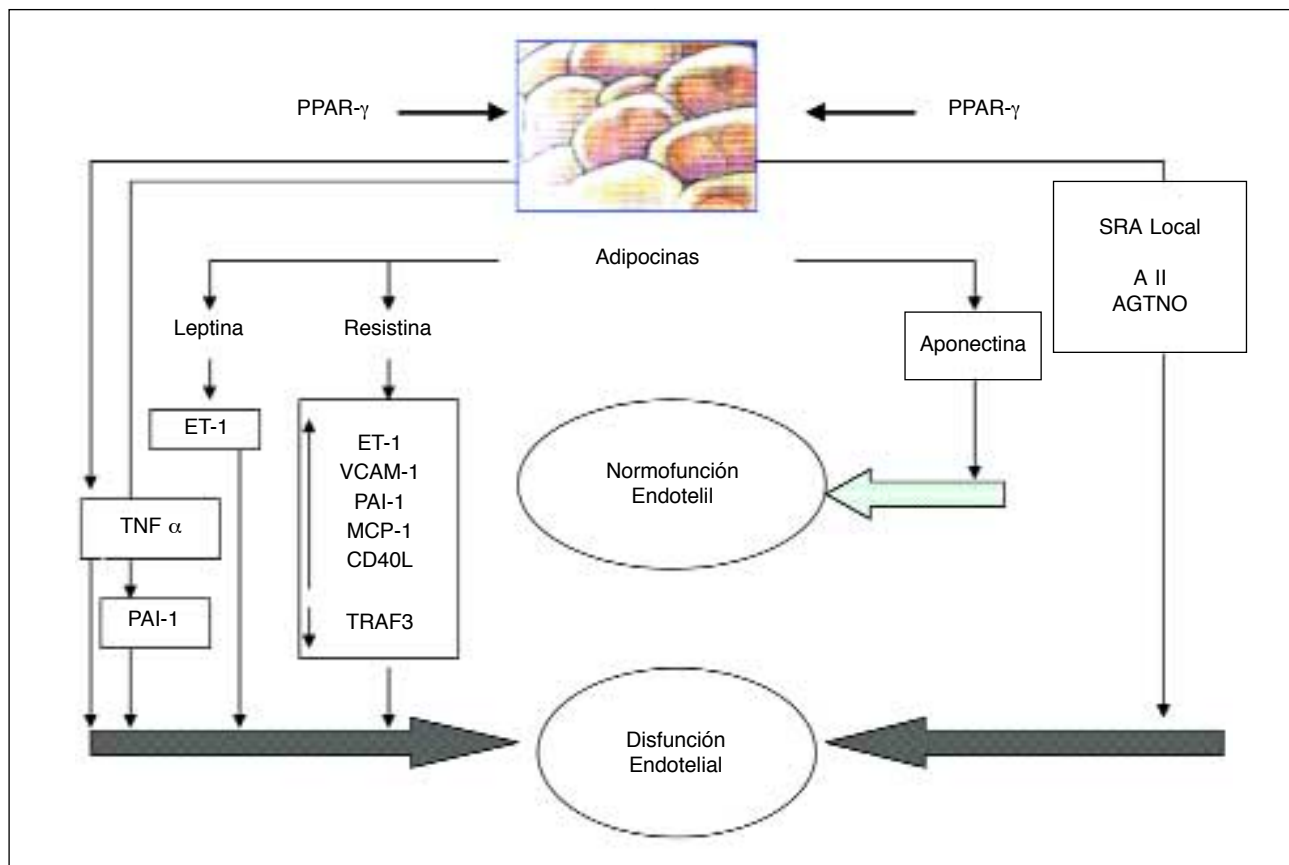 PPAR-γ
PPAR-γ
Adipocinas
SRA Local
A II
AGTNO
Leptina
Resistina
Aponectina
ET-1
ET-1
VCAM-1
PAI-1
MCP-1
CD40L
TRAF3
Normofunción
Endotelil
TNF α
PAI-1
Disfunción
Endotelial